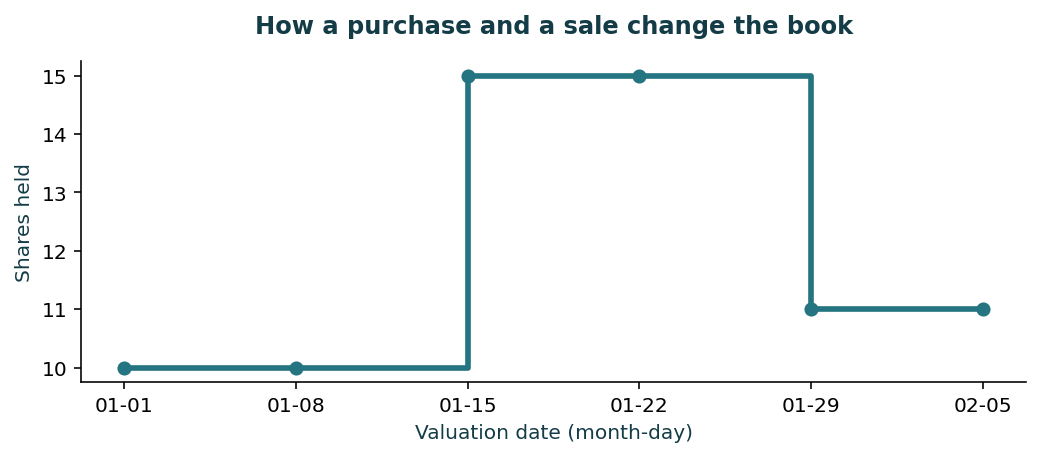 How a purchase and a sale change the book
Shares held
15
14
13
12
11
10
01-01 01-08 01-15 01-22 01-29 02-05
Valuation date (month-day)